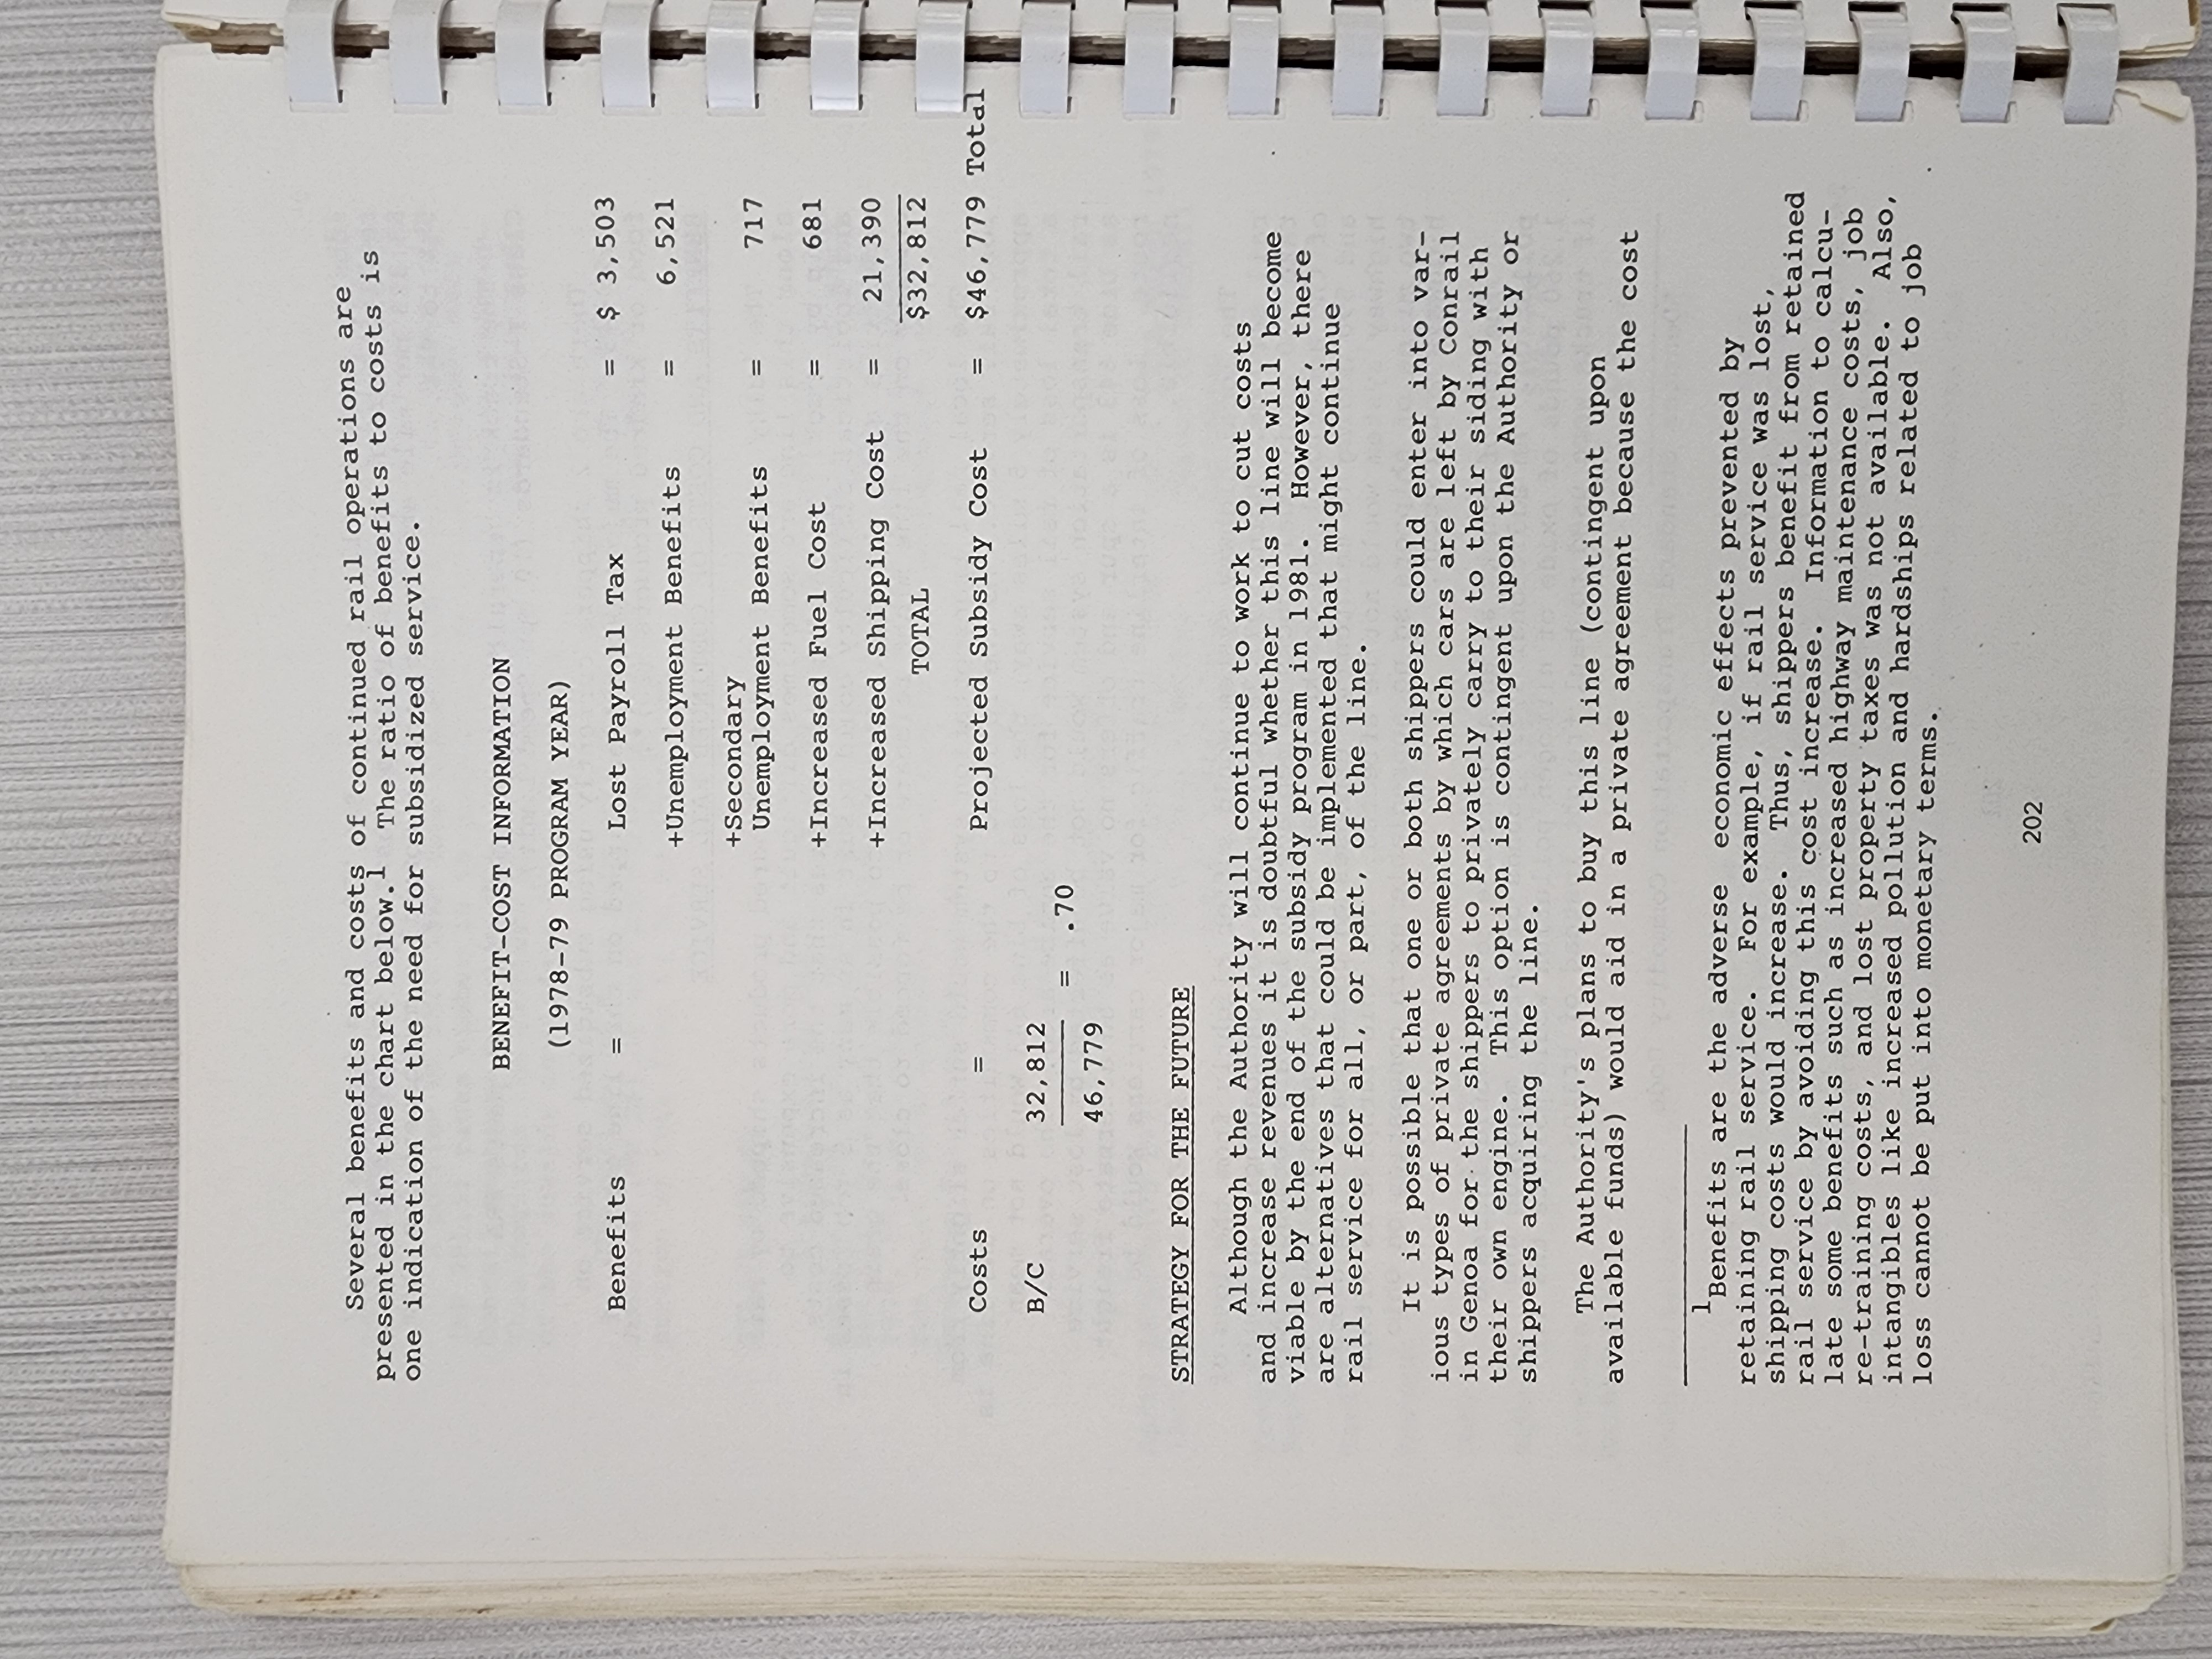 Several benefits and costs of continued rail operations are
presented in the chart below.1 The ratio of benefits to costs is
one indication of the need for subsidized service.
BENEFIT-COST INFORMATION
(1978-79 PROGRAM YEAR)
Benefits = Lost Payroll Tax = $ 3,503
+Unemployment Benefits = 6,521
+Secondary
Unemployment Benefits = 717
+Increased Fuel Cost = 681
+Increased Shipping Cost = 21,390
TOTAL $32,812
Costs = Projected Subsidy Cost = $46,779 Total
B/C 32,812
= .70
46,779
STRATEGY FOR THE FUTURE
Although the Authority will continue to work to cut costs
and increase revenues it is doubtful whether this line will become
viable by the end of the subsidy program in 1981. However, there
are alternatives that could be implemented that might continue
rail service for all, or part, of the line.
It is possible that one or both shippers could enter into var-
ious types of private agreements by which cars are left by Conrail
in Genoa for the shippers to privately carry to their siding with
their own engine. This option is contingent upon the Authority or
shippers acquiring the line.
The Authority's plans to buy this line (contingent upon
available funds) would aid in a private agreement because the cost
1Benefits are the adverse economic effects prevented by
retaining rail service. For example, if rail service was lost,
shipping costs would increase. Thus, shippers benefit from retained
rail service by avoiding this cost increase. Information to calcu-
late some benefits such as increased highway maintenance costs, job
re-training costs, and lost property taxes was not available. Also,
intangibles like increased pollution and hardships related to job
loss cannot be put into monetary terms.
202